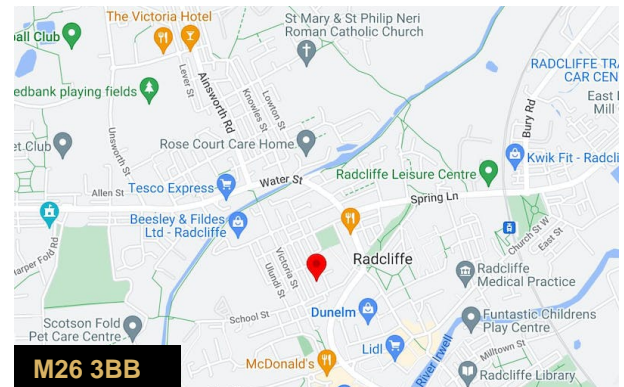 The Victoria Hotel
St Mary & St Philip Neri
Roman Catholic Church
all Club
RADCLIFFE TRA
CAR CEN
edbank playing fields
Lever St
Ainsworth Rd
Knowles St
Lowton St
Unsworth St
Bury Rd
East
Mill
et Club
Rose Court Care Home
Kwik Fit - Radcli
Radcliffe Leisure Centre
Allen St
Tesco Express
Water St
Spring Ln
Beesley & Fildes
Ltd - Radcliffe
Church St W
East St
Harper Fold Rd
Victoria St
Ulundi St
Radcliffe
Radcliffe
Medical Practice
School St
Dunelm
Funtastic Childrens
Play Centre
Scotson Fold
Pet Care Centre
Lidl
River Irwell
Milltown St
McDonald's
Radcliffe Library
M26 3BB